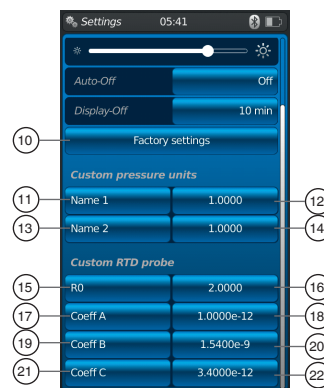 Settings 05:41
Auto-Off Off
Display-Off 10 min
10 Factory settings
Custom pressure units
11 Name 1 1.0000 12
13 Name 2 1.0000 14
Custom RTD probe
15 R0 2.0000 16
17 Coeff A 1.0000e-12 18
19 Coeff B 1.5400e-9 20
21 Coeff C 3.4000e-12 22